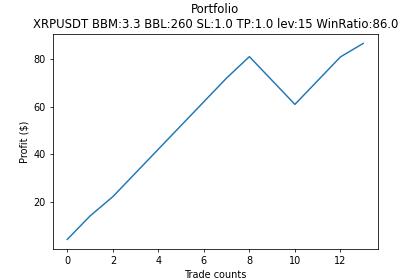 Portfolio
XRPUSDT BBM:3.3 BBL:260 SL:1.0 TP:1.0 lev:15 WinRatio:86.0
80
60
40
20
Profit ($)
0 2 4 6 8 10 12
Trade counts